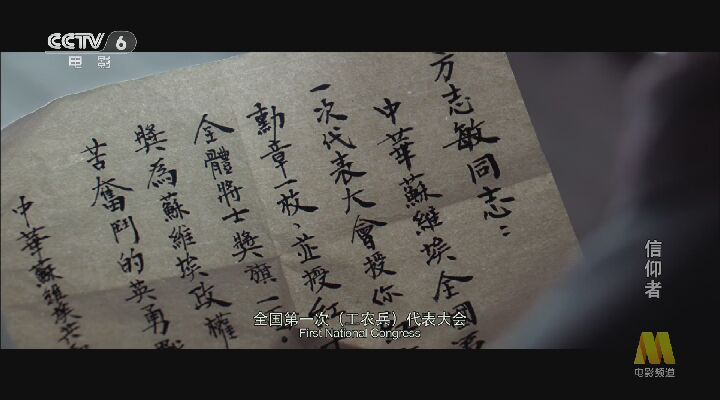 CCTV 6
电影
方志敏同志：
中華蘇維埃全國
一次代表大會授你
勳章一枚、並授紅
全體將士獎旗一
獎為蘇維埃政權
苦奮鬥的英勇
中華蘇維埃共和
信仰者
全国第一次（工农兵）代表大会
First National Congress
电影频道